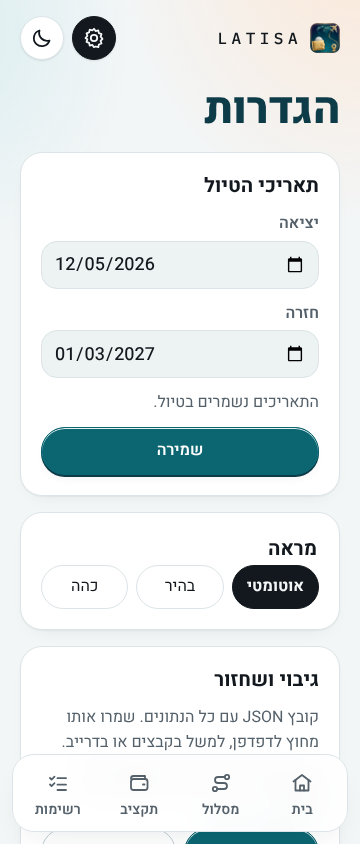 LATISA
הגדרות
תאריכי הטיול
יציאה
12/05/2026
חזרה
01/03/2027
התאריכים נשמרים בטיול.
שמירה
מראה
אוטומטי
בהיר
כהה
גיבוי ושחזור
קובץ JSON עם כל הנתונים. שמרו אותו
מחוץ לדפדפן, למשל בקבצים או בדרייב.
בית
מסלול
תקציב
רשימות